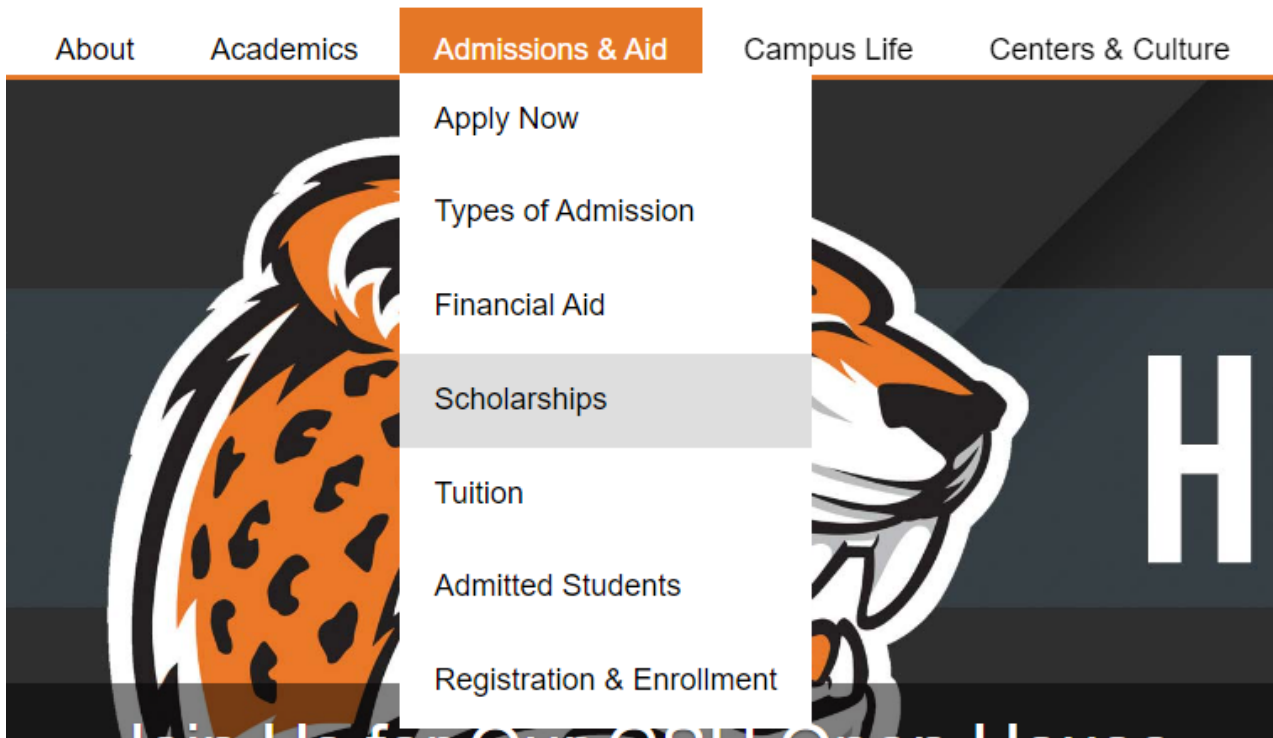 About Academics Admissions & Aid Campus Life Centers & Culture
Apply Now
Types of Admission
Financial Aid
Scholarships
H
Tuition
Admitted Students
Registration & Enrollment